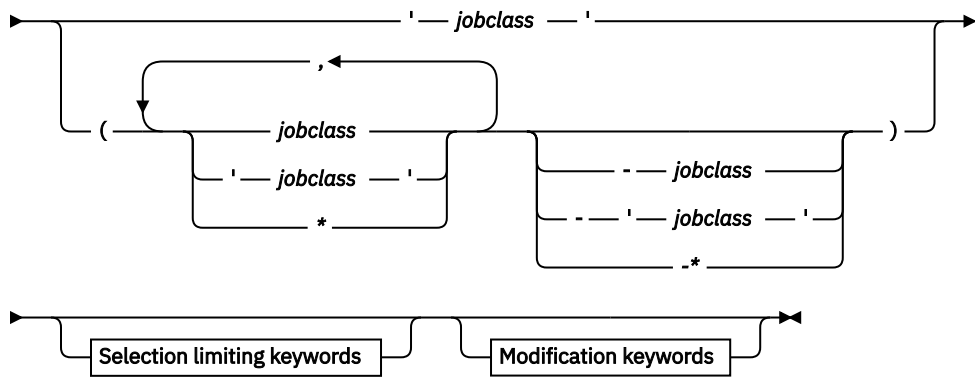 ' jobclass '
,
( jobclass )
- jobclass
' jobclass '
- ' jobclass '
*
-*
Selection limiting keywords Modification keywords